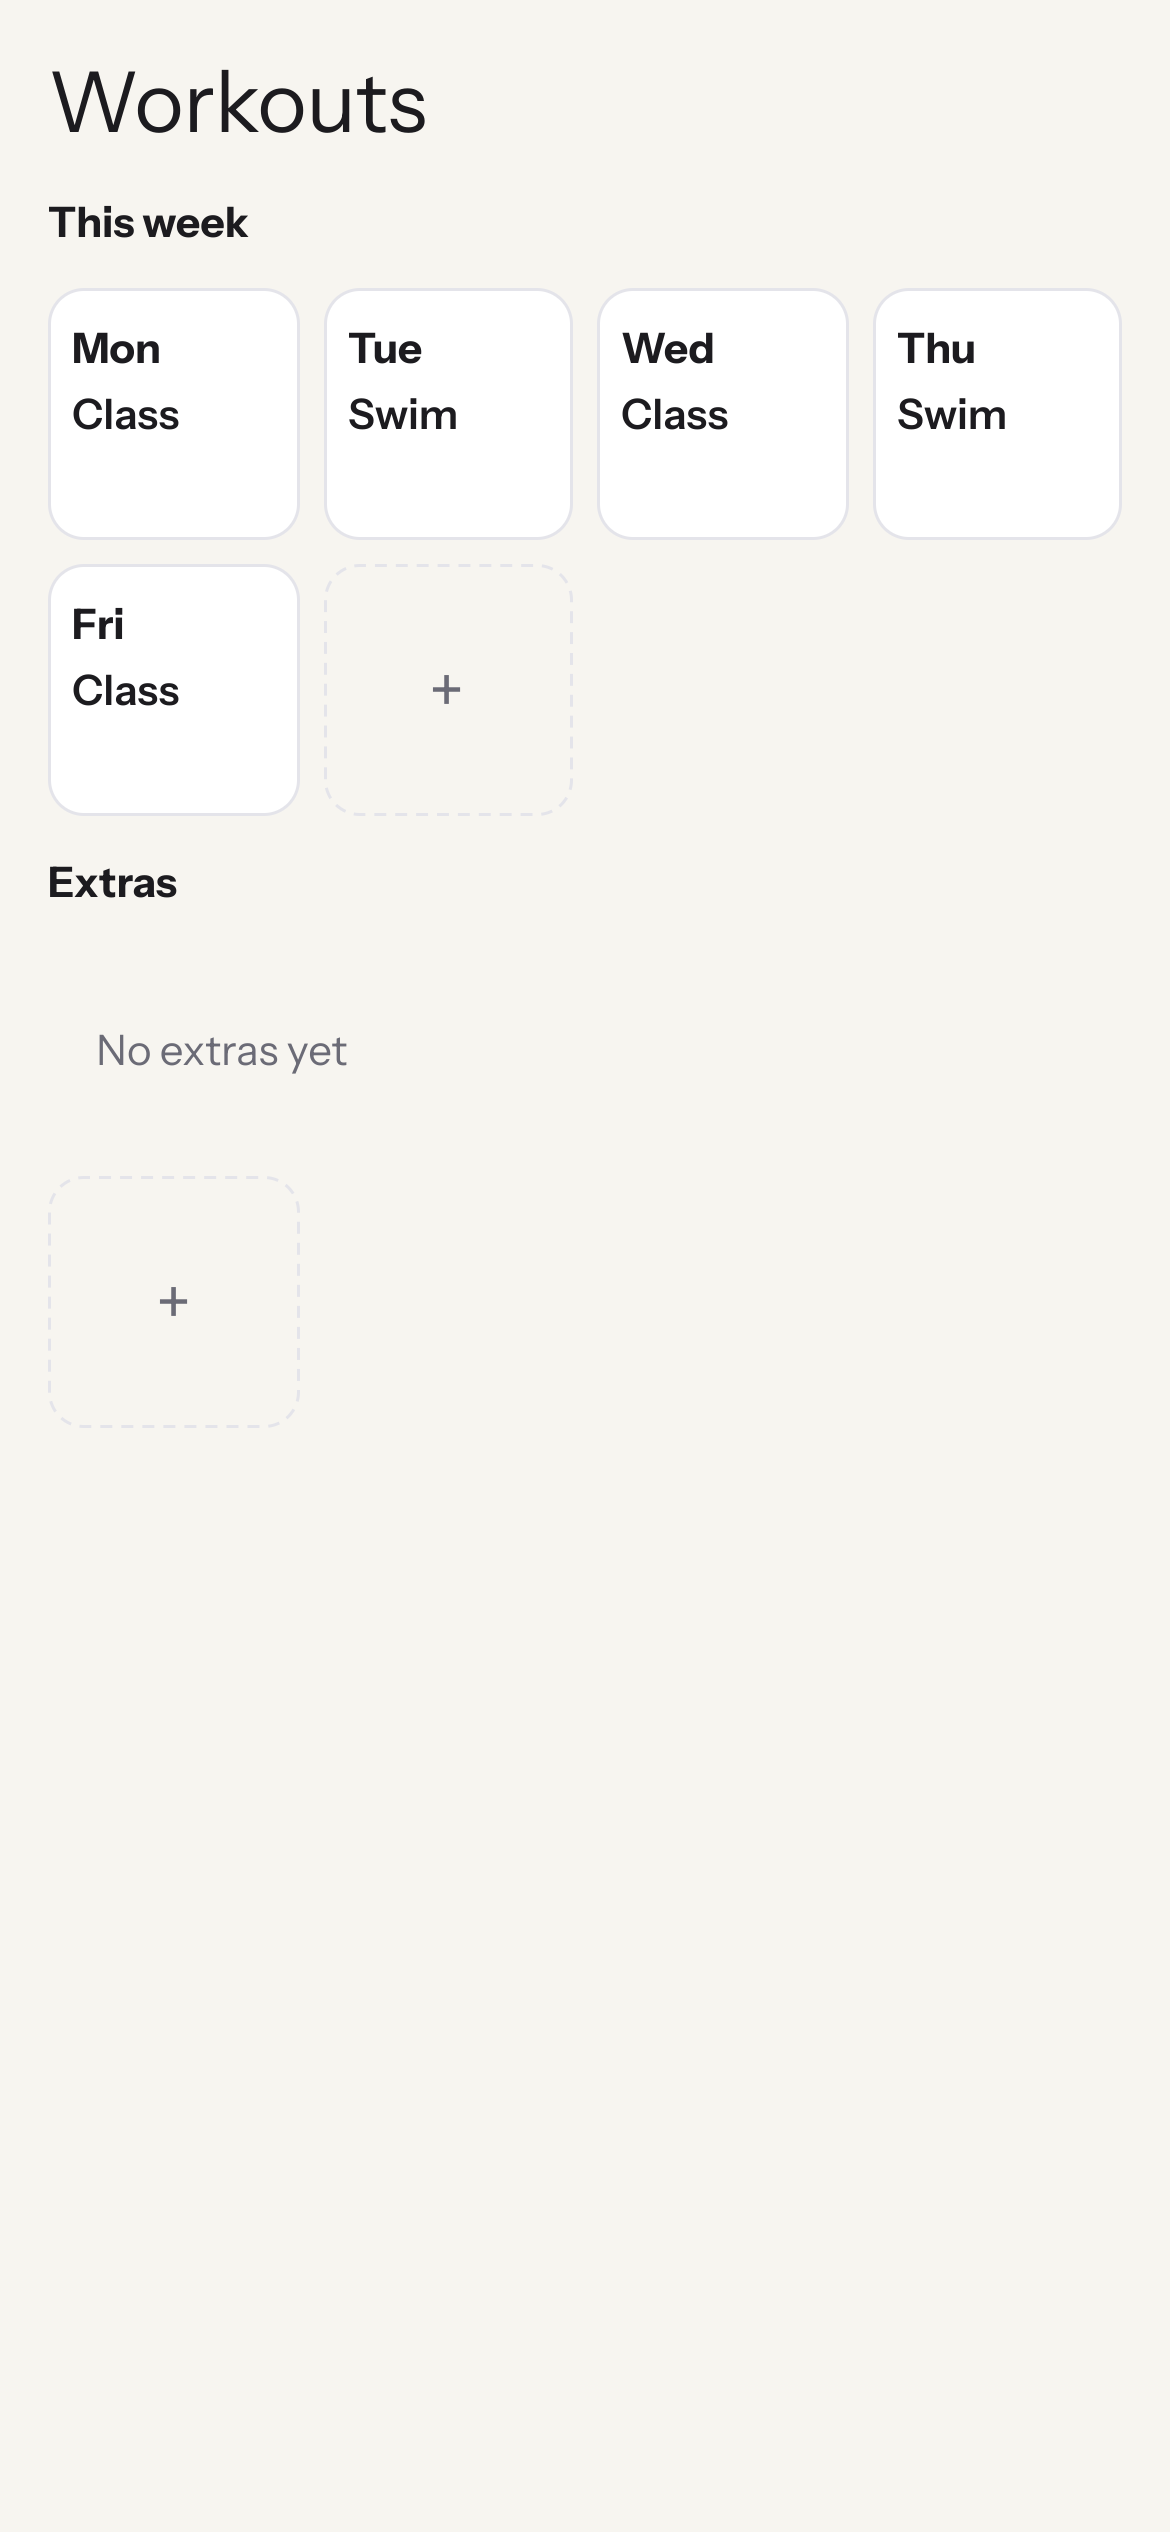 Workouts
This week
Mon
Class
Tue
Swim
Wed
Class
Thu
Swim
Fri
Class
+
Extras
No extras yet
+